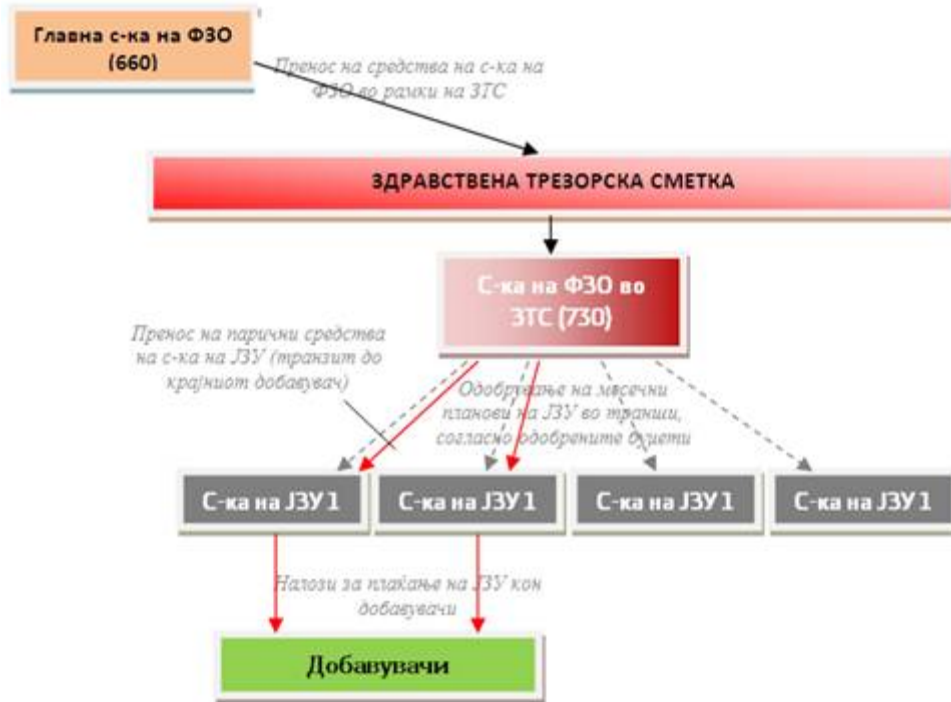 Главна с-ка на ФЗО
(660)
Пренос на средства на с-ка на
ФЗО во рамки на ЗТС
ЗДРАВСТВЕНА ТРЕЗОРСКА СМЕТКА
С-ка на ФЗО во
ЗТС (730)
Пренос на парични средства
на с-ка на ЈЗУ (транзит до
крајниот добавувач)
Одобрување на месечни
планови на ЈЗУ во транши,
согласно одобрените буџети
С-ка на ЈЗУ 1
С-ка на ЈЗУ 1
С-ка на ЈЗУ 1
С-ка на ЈЗУ 1
Налози за плаќање на ЈЗУ кон
добавувачи
Добавувачи